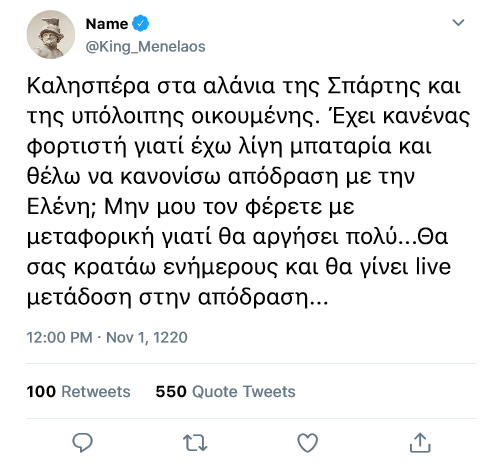 Name
@King_Menelaos
Καλησπέρα στα αλάνια της Σπάρτης και
της υπόλοιπης οικουμένης. Έχει κανένας
φορτιστή γιατί έχω λίγη μπαταρία και
θέλω να κανονίσω απόδραση με την
Ελένη; Μην μου τον φέρετε με
μεταφορική γιατί θα αργήσει πολύ...Θα
σας κρατάω ενήμερους και θα γίνει live
μετάδοση στην απόδραση...
12:00 PM · Nov 1, 1220
100 Retweets 550 Quote Tweets